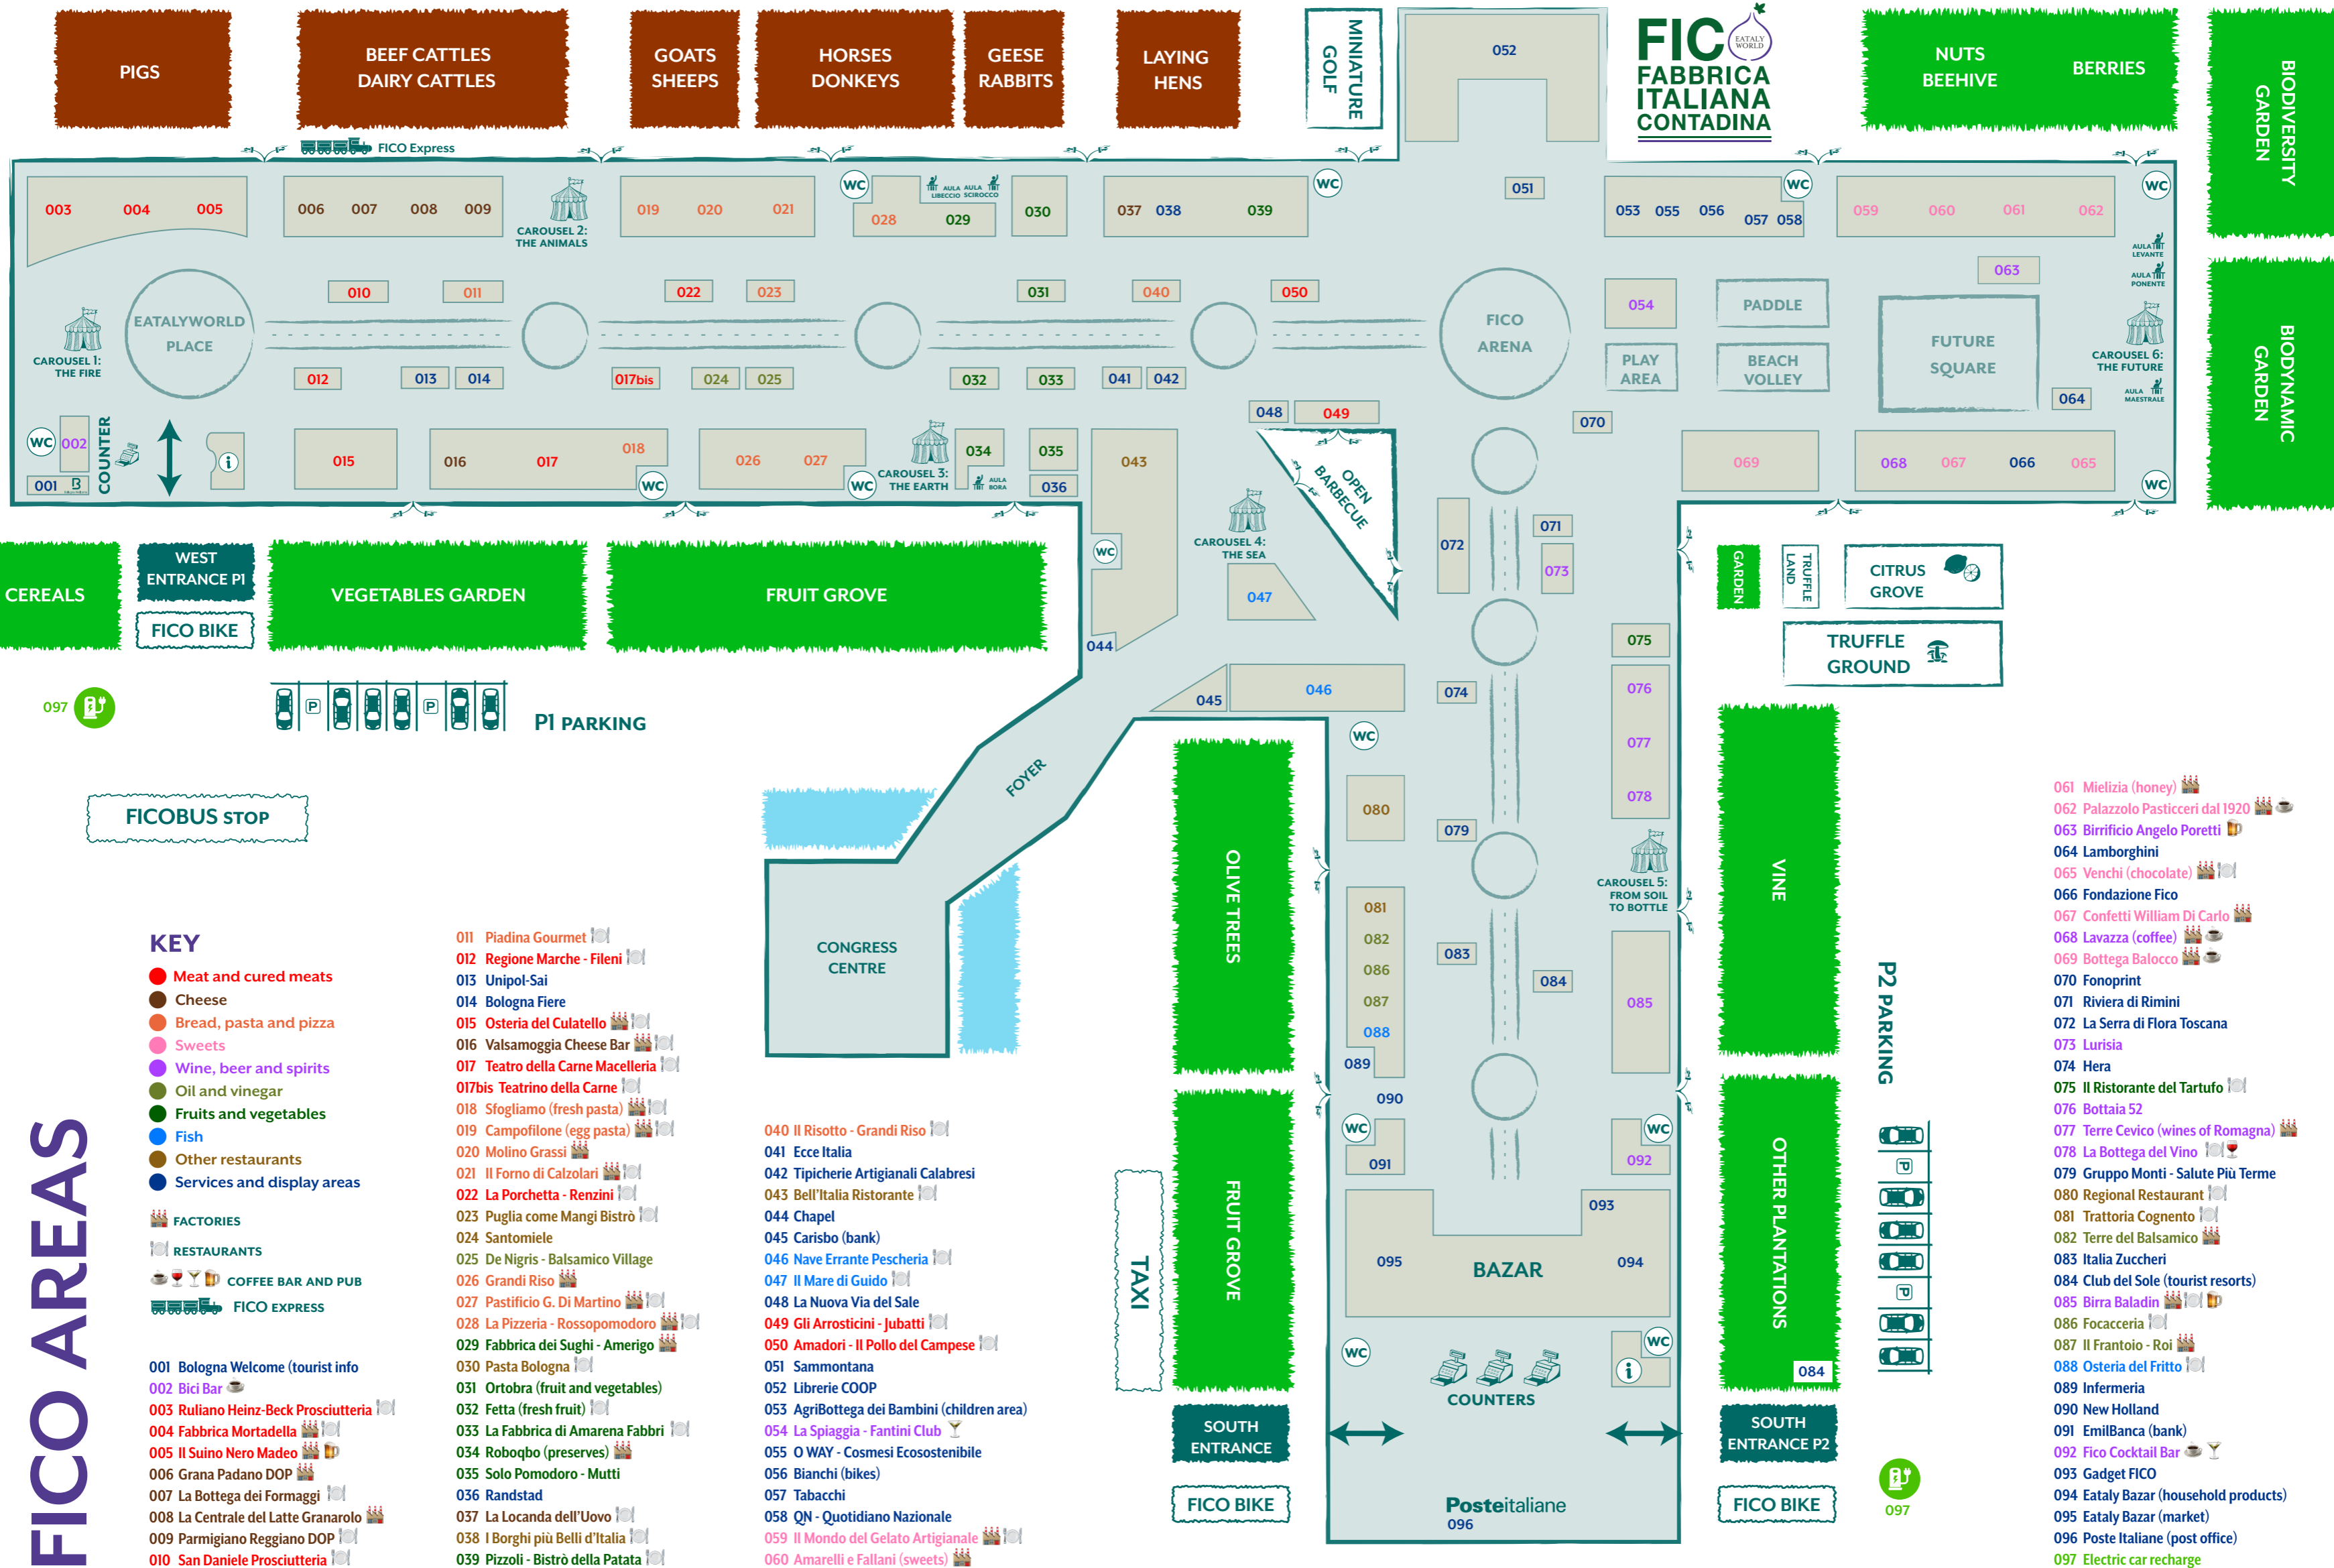 PIGS
BEEF CATTLES
DAIRY CATTLES
GOATS
SHEEPS
HORSES
DONKEYS
GEESE
RABBITS
LAYING
HENS
MINIATURE
GOLF
052
FICO
EATALY
WORLD
FABBRICA
ITALIANA
CONTADINA
NUTS
BEEHIVE
BERRIES
BIODIVERSITY
GARDEN
FICO Express
003 004 005
006 007 008 009
CAROUSEL 2:
THE ANIMALS
019 020 021
WC
AULA
LIBECCIO
AULA
SCIROCCO
028 029
030
037 038 039
WC
051
053 055 056 057 058
WC
059 060 061 062
WC
AULA
LEVANTE
AULA
PONENTE
063
EATALYWORLD
PLACE
CAROUSEL 1:
THE FIRE
010
011
022
023
031
040
050
FICO
ARENA
054
PADDLE
PLAY
AREA
BEACH
VOLLEY
FUTURE
SQUARE
CAROUSEL 6:
THE FUTURE
AULA
MAESTRALE
064
BIODYNAMIC
GARDEN
012
013
014
017bis
024
025
032
033
041
042
048
049
070
WC
002
COUNTER
001
B
i
015
016 017 018
WC
026 027
WC
CAROUSEL 3:
THE EARTH
034
AULA
BORA
035
036
043
WC
044
OPEN
BARBECUE
CAROUSEL 4:
THE SEA
047
072
071
073
069
068 067 066 065
WC
CEREALS
WEST
ENTRANCE P1
FICO BIKE
VEGETABLES GARDEN
FRUIT GROVE
GARDEN
TRUFFLE
LAND
CITRUS
GROVE
TRUFFLE
GROUND
097
P
P
P1 PARKING
FICOBUS STOP
045
046
074
075
076
077
078
WC
080
079
FOYER
CONGRESS
CENTRE
OLIVE TREES
CAROUSEL 5:
FROM SOIL
TO BOTTLE
VINE
081
082
086
087
088
089
090
083
084
085
WC
091
WC
092
093
095
BAZAR
094
WC
COUNTERS
WC
i
FRUIT GROVE
TAXI
OTHER PLANTATIONS
084
P2 PARKING
P
P
SOUTH
ENTRANCE
FICO BIKE
SOUTH
ENTRANCE P2
FICO BIKE
097
Posteitaliane
096
FICO AREAS
KEY
Meat and cured meats
Cheese
Bread, pasta and pizza
Sweets
Wine, beer and spirits
Oil and vinegar
Fruits and vegetables
Fish
Other restaurants
Services and display areas
FACTORIES
RESTAURANTS
COFFEE BAR AND PUB
FICO EXPRESS
001 Bologna Welcome (tourist info
002 Bici Bar
003 Ruliano Heinz-Beck Prosciutteria
004 Fabbrica Mortadella
005 Il Suino Nero Madeo
006 Grana Padano DOP
007 La Bottega dei Formaggi
008 La Centrale del Latte Granarolo
009 Parmigiano Reggiano DOP
010 San Daniele Prosciutteria
011 Piadina Gourmet
012 Regione Marche - Fileni
013 Unipol-Sai
014 Bologna Fiere
015 Osteria del Culatello
016 Valsamoggia Cheese Bar
017 Teatro della Carne Macelleria
017bis Teatrino della Carne
018 Sfogliamo (fresh pasta)
019 Campofilone (egg pasta)
020 Molino Grassi
021 Il Forno di Calzolari
022 La Porchetta - Renzini
023 Puglia come Mangi Bistrò
024 Santomiele
025 De Nigris - Balsamico Village
026 Grandi Riso
027 Pastificio G. Di Martino
028 La Pizzeria - Rossopomodoro
029 Fabbrica dei Sughi - Amerigo
030 Pasta Bologna
031 Ortobra (fruit and vegetables)
032 Fetta (fresh fruit)
033 La Fabbrica di Amarena Fabbri
034 Roboqbo (preserves)
035 Solo Pomodoro - Mutti
036 Randstad
037 La Locanda dell'Uovo
038 I Borghi più Belli d'Italia
039 Pizzoli - Bistrò della Patata
040 Il Risotto - Grandi Riso
041 Ecce Italia
042 Tipicherie Artigianali Calabresi
043 Bell'Italia Ristorante
044 Chapel
045 Carisbo (bank)
046 Nave Errante Pescheria
047 Il Mare di Guido
048 La Nuova Via del Sale
049 Gli Arrosticini - Jubatti
050 Amadori - Il Pollo del Campese
051 Sammontana
052 Librerie COOP
053 AgriBottega dei Bambini (children area)
054 La Spiaggia - Fantini Club
055 O WAY - Cosmesi Ecosostenibile
056 Bianchi (bikes)
057 Tabacchi
058 QN - Quotidiano Nazionale
059 Il Mondo del Gelato Artigianale
060 Amarelli e Fallani (sweets)
061 Mielizia (honey)
062 Palazzolo Pasticceri dal 1920
063 Birrificio Angelo Poretti
064 Lamborghini
065 Venchi (chocolate)
066 Fondazione Fico
067 Confetti William Di Carlo
068 Lavazza (coffee)
069 Bottega Balocco
070 Fonoprint
071 Riviera di Rimini
072 La Serra di Flora Toscana
073 Lurisia
074 Hera
075 Il Ristorante del Tartufo
076 Bottaia 52
077 Terre Cevico (wines of Romagna)
078 La Bottega del Vino
079 Gruppo Monti - Salute Più Terme
080 Regional Restaurant
081 Trattoria Cognento
082 Terre del Balsamico
083 Italia Zuccheri
084 Club del Sole (tourist resorts)
085 Birra Baladin
086 Focacceria
087 Il Frantoio - Roi
088 Osteria del Fritto
089 Infermeria
090 New Holland
091 EmilBanca (bank)
092 Fico Cocktail Bar
093 Gadget FICO
094 Eataly Bazar (household products)
095 Eataly Bazar (market)
096 Poste Italiane (post office)
097 Electric car recharge